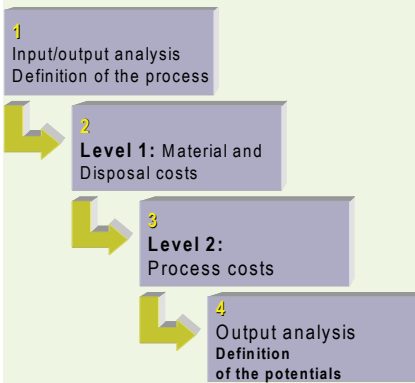 1
Input/output analysis
Definition of the process
2
Level 1: Material and
Disposal costs
3
Level 2:
Process costs
4
Output analysis
Definition
of the potentials